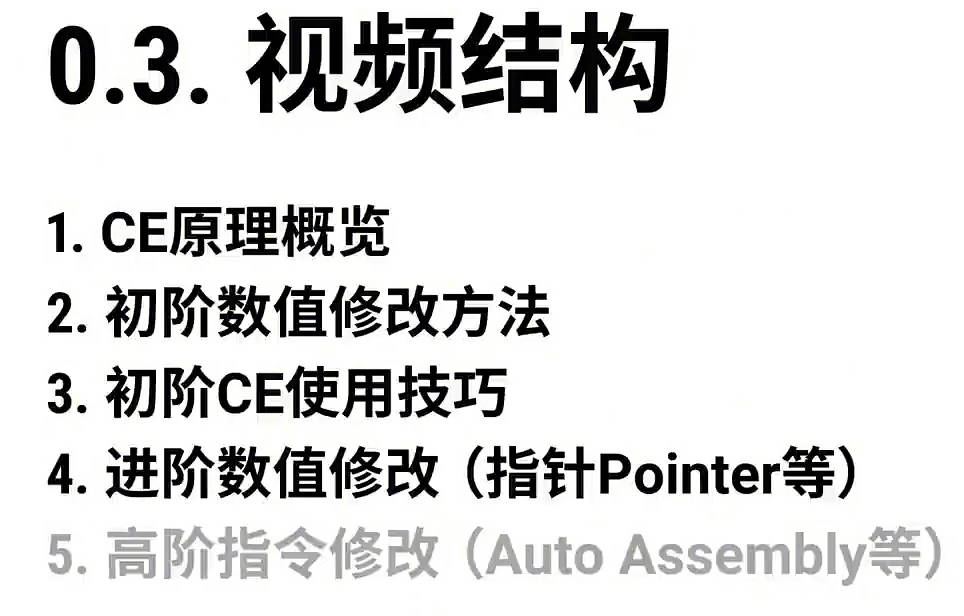 0.3. 视频结构
1. CE原理概览
2. 初阶数值修改方法
3. 初阶CE使用技巧
4. 进阶数值修改（指针Pointer等）
5. 高阶指令修改（Auto Assembly等）